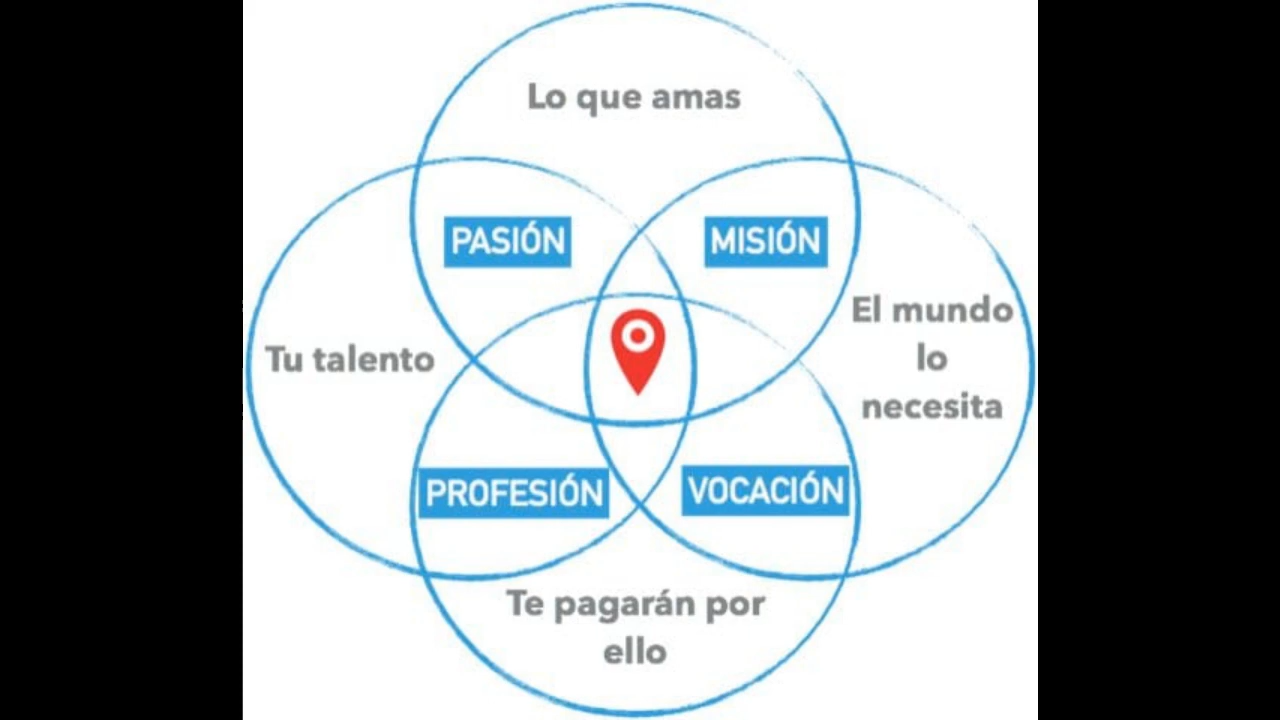 Lo que amas
PASIÓN
MISIÓN
Tu talento
El mundo
lo
necesita
PROFESIÓN
VOCACIÓN
Te pagarán por
ello